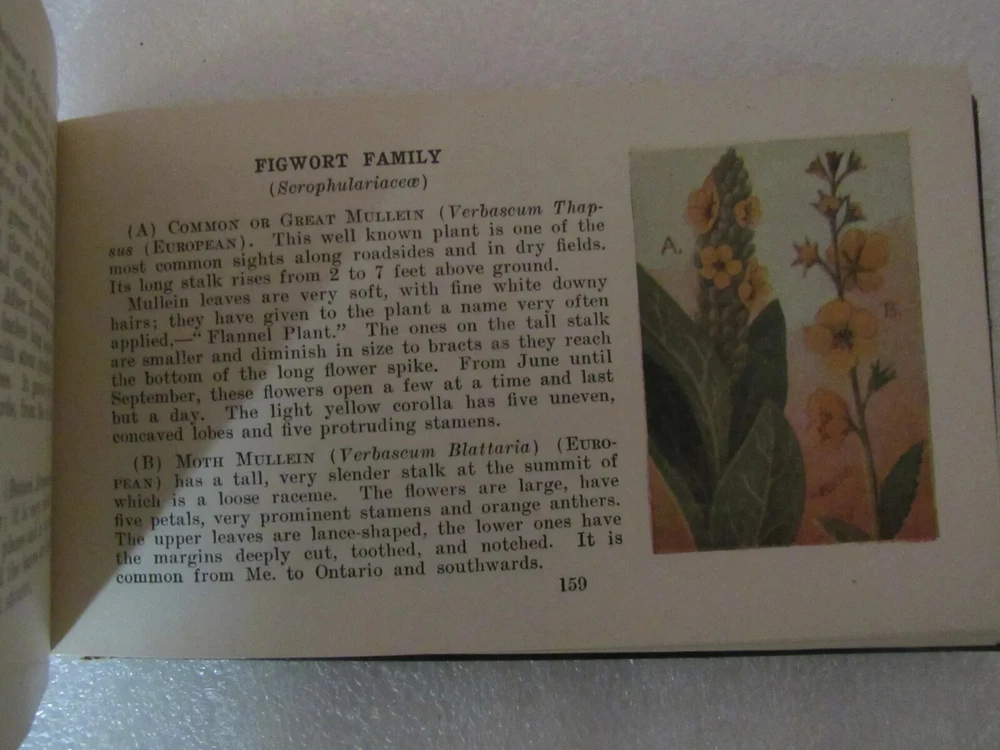 FIGWORT FAMILY
(Scrophulariaceæ)
(A) COMMON OR GREAT MULLEIN (Verbascum Thap-
sus (EUROPEAN). This well known plant is one of the
most common sights along roadsides and in dry fields.
Its long stalk rises from 2 to 7 feet above ground.
Mullein leaves are very soft, with fine white downy
hairs; they have given to the plant a name very often
applied,—“Flannel Plant.” The ones on the tall stalk
are smaller and diminish in size to bracts as they reach
the bottom of the long flower spike. From June until
September, these flowers open a few at a time and last
but a day. The light yellow corolla has five uneven,
concaved lobes and five protruding stamens.
(B) MOTH MULLEIN (Verbascum Blattaria) (EURO-
PEAN) has a tall, very slender stalk at the summit of
which is a loose raceme. The flowers are large, have
five petals, very prominent stamens and orange anthers.
The upper leaves are lance-shaped, the lower ones have
the margins deeply cut, toothed, and notched. It is
common from Me. to Ontario and southwards.
159
A.
B.